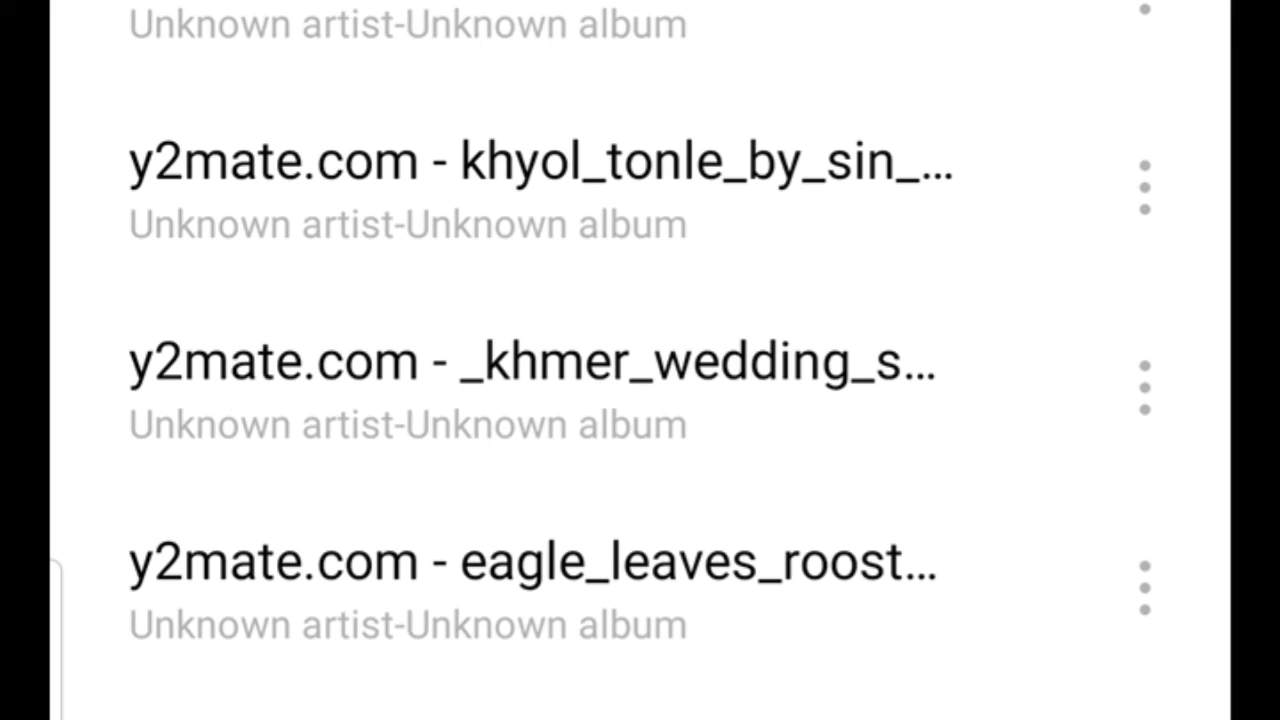 Unknown artist-Unknown album
y2mate.com - khyol_tonle_by_sin_...
Unknown artist-Unknown album
y2mate.com - _khmer_wedding_s...
Unknown artist-Unknown album
y2mate.com - eagle_leaves_roost...
Unknown artist-Unknown album